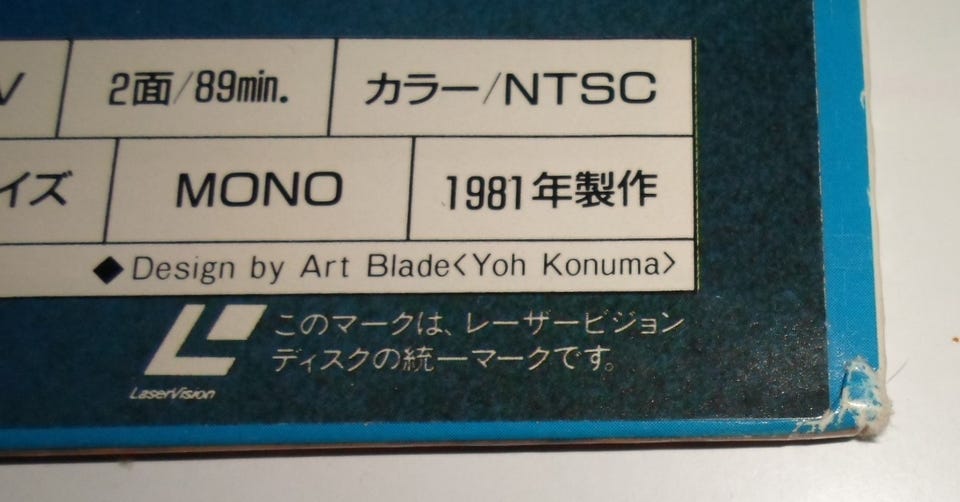 V 2面/89min. カラー/NTSC
イズ MONO 1981年製作
◆Design by Art Blade<Yoh Konuma>
このマークは、レーザービジョン
ディスクの統一マークです。
LaserVision